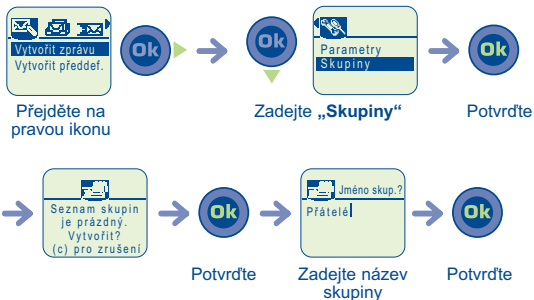 Vytvořit zprávu
Vytvořit předdef.
Ok
Ok
Parametry
Skupiny
Ok
Přejděte na
pravou ikonu
Zadejte „Skupiny“
Potvrďte
Seznam skupin
je prázdný.
Vytvořit?
(c) pro zrušení
Ok
Jméno skup.?
Přátelé
Ok
Potvrďte
Zadejte název
skupiny
Potvrďte